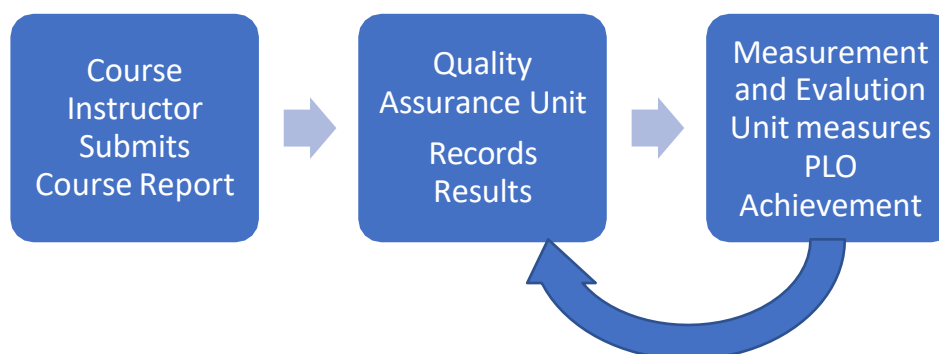 Course
Instructor
Submits
Course Report
Quality
Assurance Unit
Records
Results
Measurement
and Evalution
Unit measures
PLO
Achievement